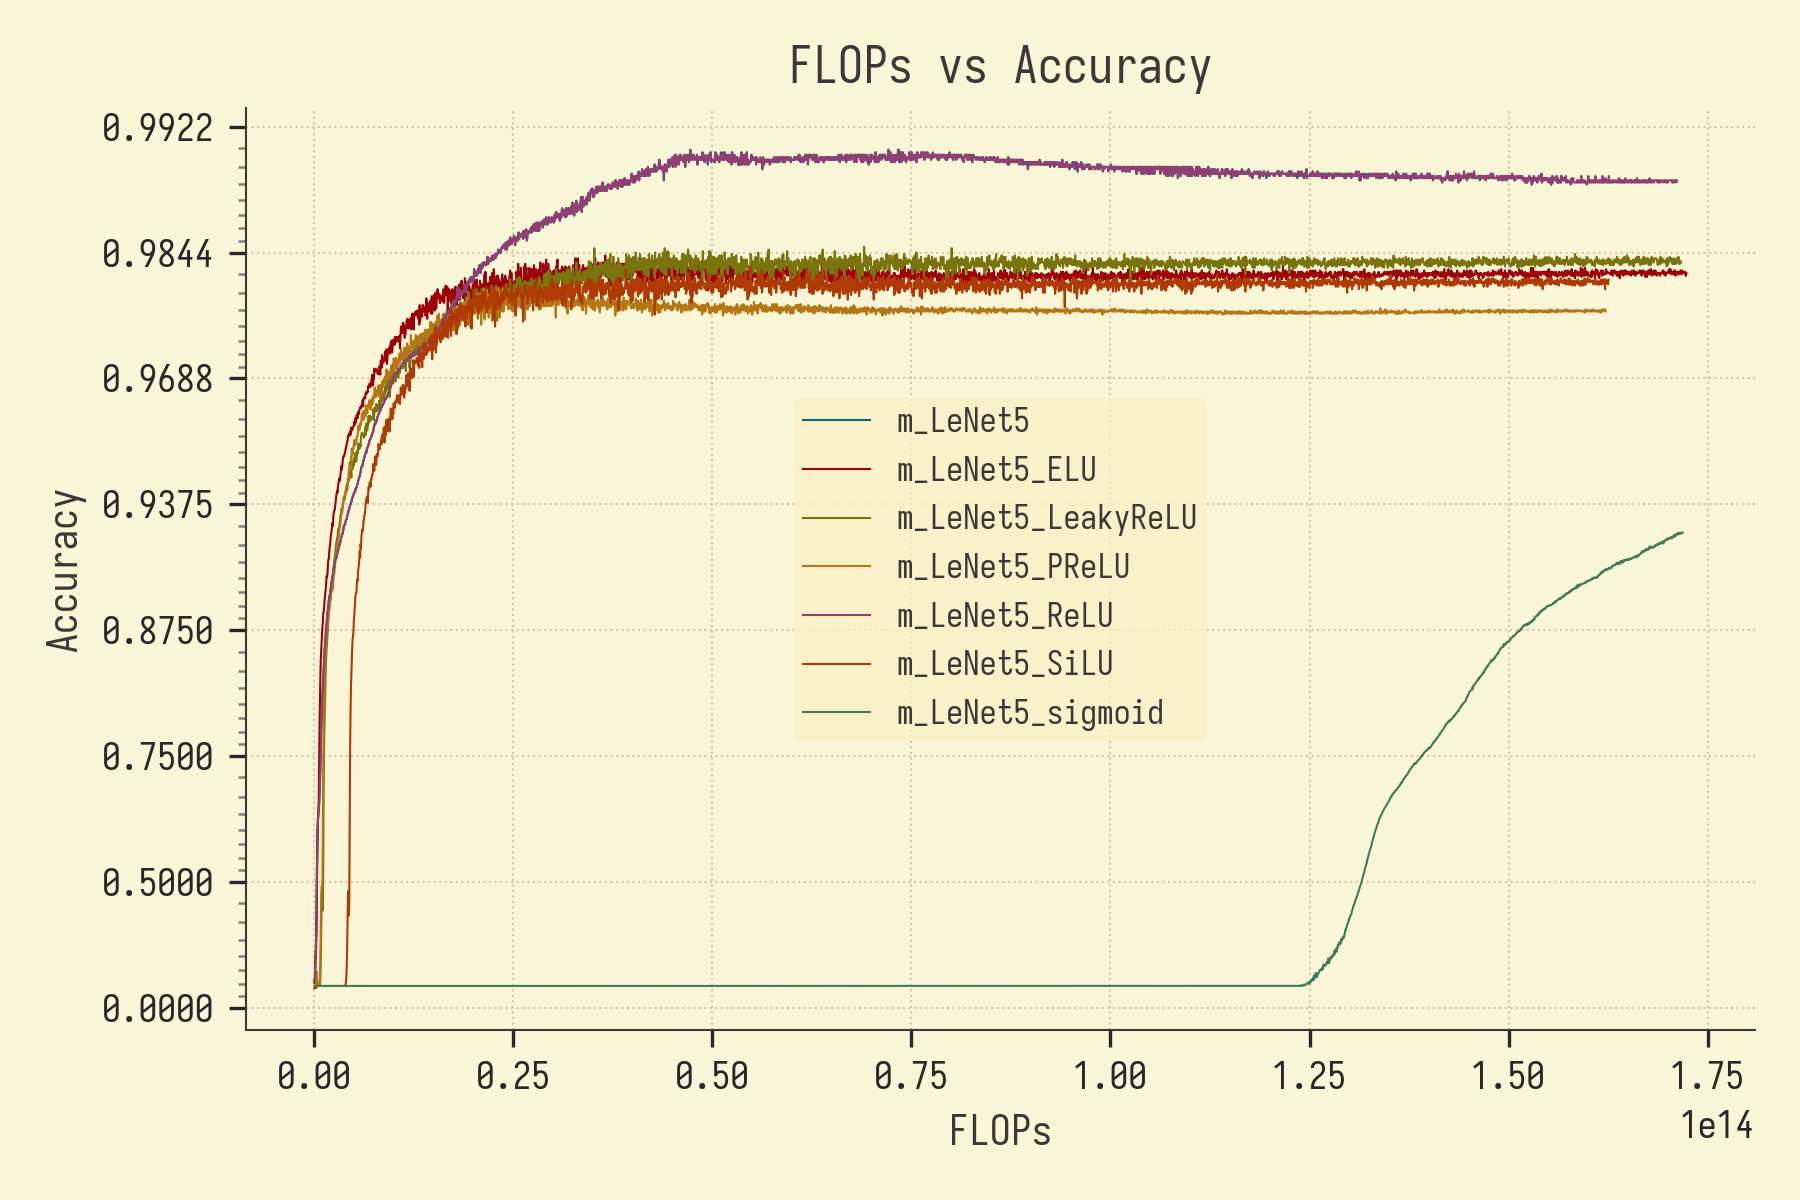 FLOPs vs Accuracy
0.9922
0.9844
0.9688
0.9375
0.8750
0.7500
0.5000
0.0000
Accuracy
m_LeNet5
m_LeNet5_ELU
m_LeNet5_LeakyReLU
m_LeNet5_PReLU
m_LeNet5_ReLU
m_LeNet5_SiLU
m_LeNet5_sigmoid
0.00 0.25 0.50 0.75 1.00 1.25 1.50 1.75
1e14
FLOPs